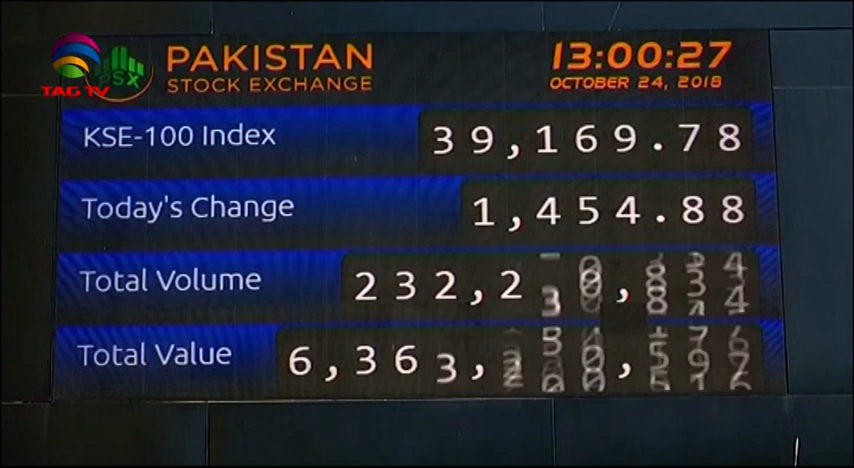 TAG TV
PSX
PAKISTAN
STOCK EXCHANGE
13:00:27
OCTOBER 24, 2018
KSE-100 Index 39,169.78
Today's Change 1,454.88
Total Volume 232,2
Total Value 6,363,